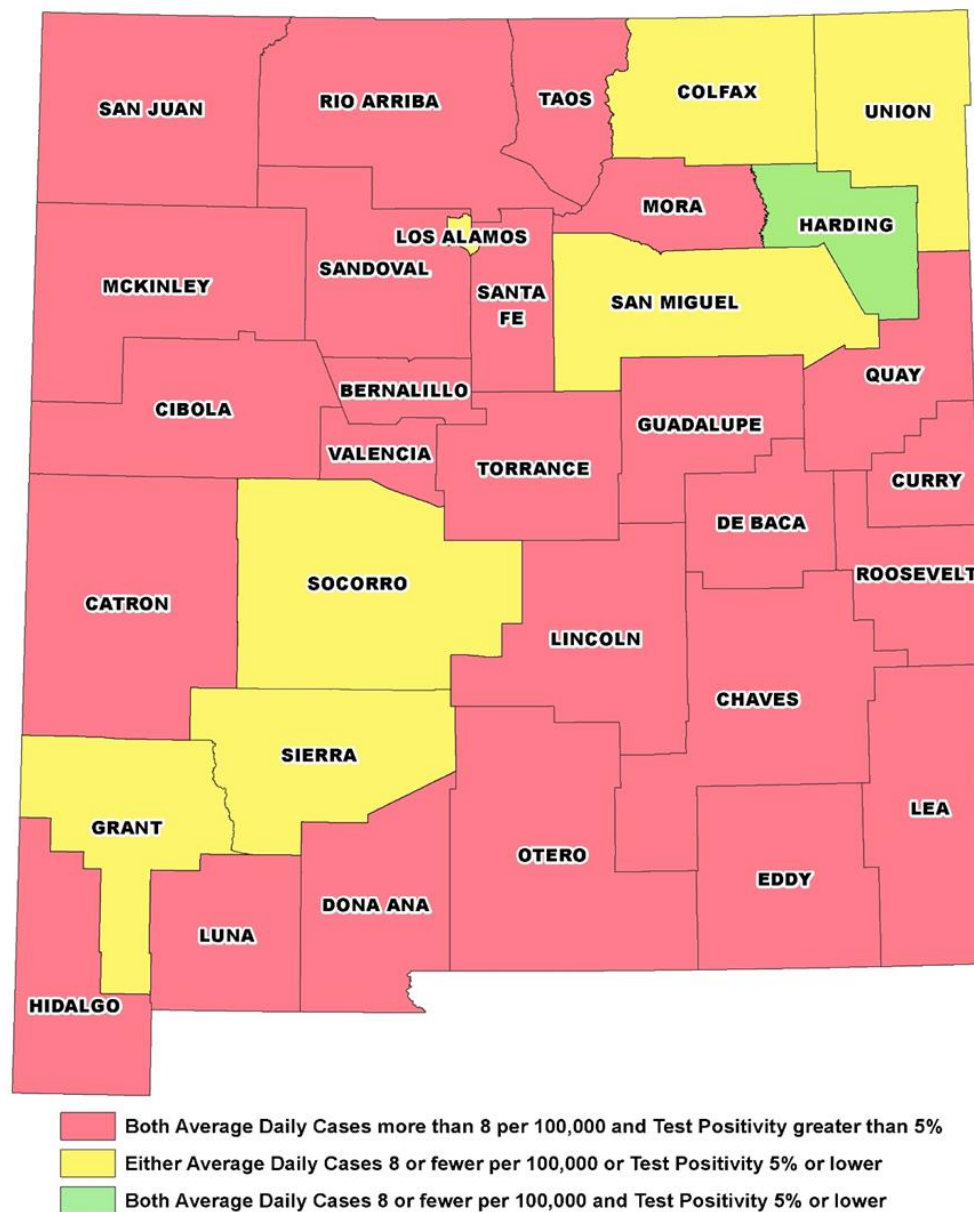 SAN JUAN
RIO ARRIBA
TAOS
COLFAX
UNION
MORA
HARDING
LOS ALAMOS
SANDOVAL
MCKINLEY
SANTA
FE
SAN MIGUEL
QUAY
BERNALILLO
CIBOLA
GUADALUPE
VALENCIA
TORRANCE
CURRY
DE BACA
ROOSEVELT
SOCORRO
CATRON
LINCOLN
CHAVES
SIERRA
LEA
GRANT
OTERO
EDDY
DONA ANA
LUNA
HIDALGO
Both Average Daily Cases more than 8 per 100,000 and Test Positivity greater than 5%
Either Average Daily Cases 8 or fewer per 100,000 or Test Positivity 5% or lower
Both Average Daily Cases 8 or fewer per 100,000 and Test Positivity 5% or lower